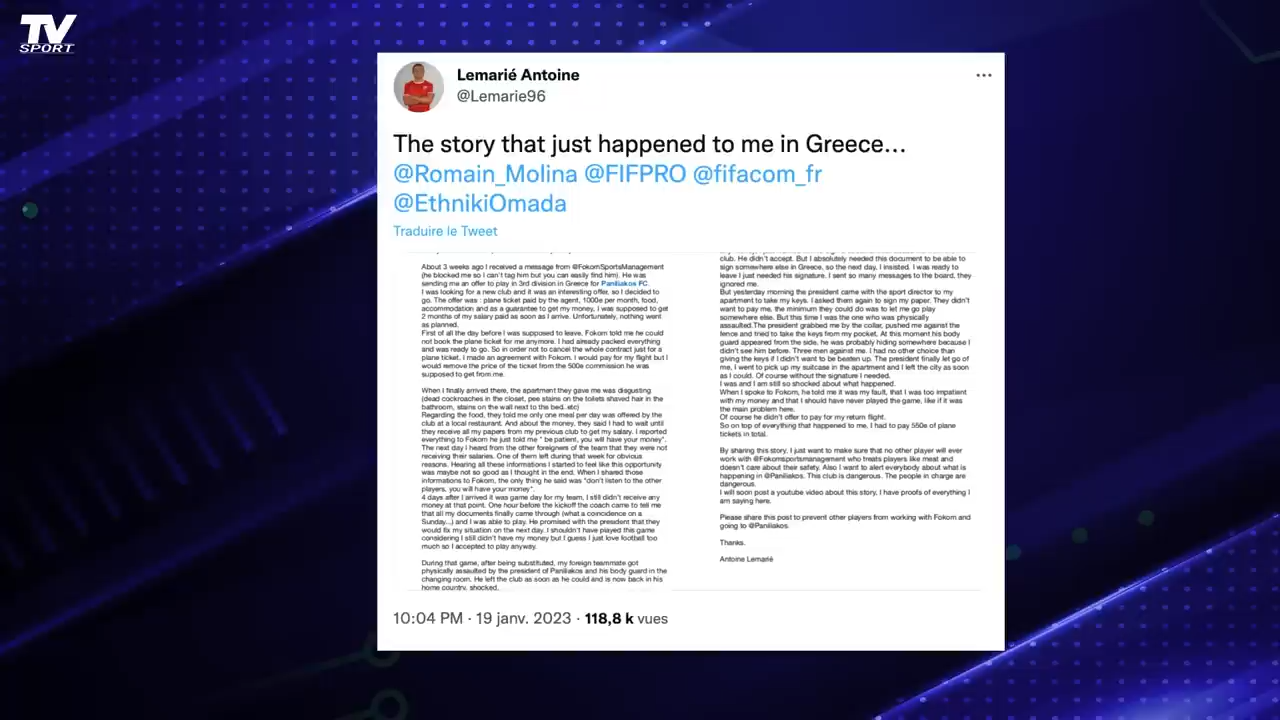 TV
SPORT
Lemarié Antoine
@Lemarie96
The story that just happened to me in Greece...
@Romain_Molina @FIFPRO @fifacom_fr
@EthnikiOmada
Traduire le Tweet
About 3 weeks ago I received a message from @FokomSportsManagement
(he blocked me so I can't tag him but you can easily find him). He was
sending me an offer to play in 3rd division in Greece for Paniliakos FC.
I was looking for a new club and it was an interesting offer, so I decided to
go. The offer was : plane ticket paid by the agent, 1000e per month, food,
accommodation and as a guarantee to get my money, I was supposed to get
2 months of my salary paid as soon as I arrive. Unfortunately, nothing went
as planned.
First of all the day before I was supposed to leave. Fokom told me he could
not book the plane ticket for me anymore. I had already packed everything
and was ready to go. So in order not to cancel the whole contract just for a
plane ticket. I made an agreement with Fokom. I would pay for my flight but I
would remove the price of the ticket from the 500e commission he was
supposed to get from me.
When I finally arrived there, the apartment they gave me was disgusting
(dead cockroaches in the closet, pee stains on the toilets shaved hair in the
bathroom, stains on the wall next to the bed..etc)
Regarding the food, they told me only one meal per day was offered by the
club at a local restaurant. And about the money, they said I had to wait until
they receive all my papers from my previous club to get my salary. I reported
everything to Fokom he just told me " be patient, you will have your money".
The next day I heard from the other foreigners of the team that they were not
receiving their salaries. One of them left during that week for obvious
reasons. Hearing all these informations I started to feel like this opportunity
was maybe not so good as I thought in the end. When I shared those
informations to Fokom, the only thing he said was "don't listen to the other
players, you will have your money".
4 days after I arrived it was game day for my team, I still didn't receive any
money at that point. One hour before the kickoff the coach came to tell me
that all my documents finally came through (what a coincidence on a
Sunday...) and I was able to play. He promised with the president that they
would fix my situation on the next day. I shouldn't have played this game
considering I still didn't have my money but I guess I just love football too
much so I accepted to play anyway.
During that game, after being substituted, my foreign teammate got
physically assaulted by the president of Paniliakos and his body guard in the
changing room. He left the club as soon as he could and is now back in his
home country, shocked.
club. He didn't accept. But I absolutely needed this document to be able to
sign somewhere else in Greece, so the next day, I insisted. I was ready to
leave I just needed his signature. I sent so many messages to the board, they
ignored me.
But yesterday morning the president came with the sport director to my
apartment to take my keys. I asked them again to sign my paper. They didn't
want to pay me, the minimum they could do was to let me go play
somewhere else. But this time I was the one who was physically
assaulted.The president grabbed me by the collar, pushed me against the
fence and tried to take the keys from my pocket. At this moment his body
guard appeared from the side, he was probably hiding somewhere because I
didn't see him before. Three men against me. I had no other choice than
giving the keys if I didn't want to be beaten up. The president finally let go of
me, I went to pick up my suitcase in the apartment and I left the city as soon
as I could. Of course without the signature I needed.
I was and I am still so shocked about what happened.
When I spoke to Fokom, he told me it was my fault, that I was too impatient
with my money and that I should have never played the game, like if it was
the main problem here.
Of course he didn't offer to pay for my return flight.
So on top of everything that happened to me, I had to pay 550e of plane
tickets in total.
By sharing this story, I just want to make sure that no other player will ever
work with @Fokomsportsmanagement who treats players like meat and
doesn't care about their safety. Also I want to alert everybody about what is
happening in @Paniliakos. This club is dangerous. The people in charge are
dangerous.
I will soon post a youtube video about this story, I have proofs of everything I
am saying here.
Please share this post to prevent other players from working with Fokom and
going to @Paniliakos.
Thanks.
Antoine Lemarié
10:04 PM · 19 janv. 2023 · 118,8 k vues